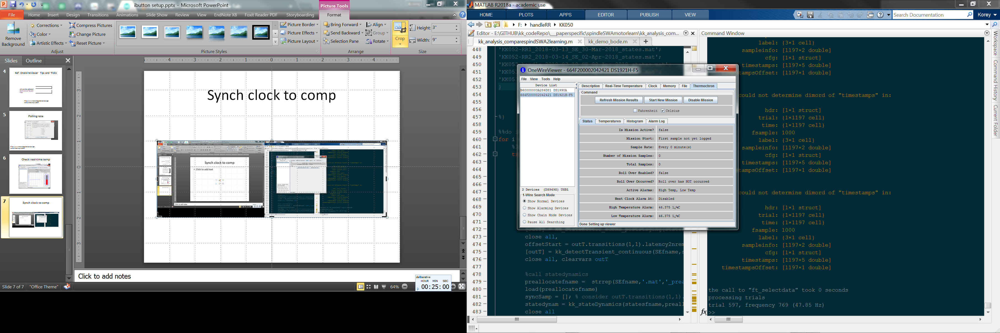 ibutton setup.pptx - Microsoft PowerPoint
Picture Tools
File Home Insert Design Transitions Animations Slide Show Review View EndNote X8 Foxit Reader PDF Storyboarding Format
Remove Background
Corrections
Color
Artistic Effects
Compress Pictures
Change Picture
Reset Picture
Adjust
Picture Styles
Picture Border
Picture Effects
Picture Layout
Bring Forward
Send Backward
Selection Pane
Align
Group
Rotate
Arrange
Crop
Height: 3"
Width: 9"
Size
Slides Outline
4
Ref: OneWireViewer Tips and Tricks
5
Polling rate
6
Check real-time temp
7
Synch clock to comp
Synch clock to comp
Synch clock to comp
• Click to add text
Click to add notes
Click to add notes
deliberative
HOUR MIN SEC
00:25:00
Slide 7 of 7 "Office Theme" 64%
MATLAB R2018a - academic use
HOME PLOTS APPS EDITOR PUBLISH VIEW
Search Documentation
Korey
F: handleRR KK050
Editor - E:\GITHUB\kk_codeRepo\___paperspecific\spindleSWAmotorlearn\kk_analysis_com...
kk_analysis_comparespindSWA2learning.m kk_demo_bode.m
448 'KK052-RR1_2018-03-13_SE_30-Mar-2018_states.mat';
449 'KK052-RR2_2018-03-14_SE_02-Apr-2018_states.mat';
450
451
452
453 }
454
455
456
457 %}
458
459
460 for i
461
462
463
464
465
466
467
468
469
470
471
472
473 close all,
474 offsetStart = outT.transitions(1,1).latency2nrem
475 [outT] = kk_detectTransient_continuous(SEfname,s
476 close all, clearvars outT
477
478 %call statedynamics
479 preallocatefname = strrep(SEfname,'.mat','_prea
480 load(preallocatefname)
481 syncSamp = []; % consider outT.transitions(1,1).
482 statedynam = kk_stateDynamics(statesfname,preall
483 close all
OneWireViewer - 664F200002042421 DS1921H-F5
File View Tools Help
Device List
B60000003A286D81 DS1990A
664F200002042421 DS1921H-F5
2 Devices (DS9490) USB1
1-Wire Search Mode
Show Normal Devices
Show Alarming Devices
Show Chain Mode Devices
Pause All Searching
Description Real-Time Temperature Clock Memory File Thermochron
Command
Refresh Mission Results Start New Mission Disable Mission
Fahrenheit Celsius
Status Temperatures Histogram Alarm Log
Is Mission Active? false
Mission Start: First sample not yet logged
Sample Rate: Every 0 minute(s)
Number of Mission Samples: 0
Total Samples: 0
Roll Over Enabled? false
Roll Over Occurred? Roll over has NOT occurred
Active Alarms: High Temp, Low Temp
Next Clock Alarm At: Disabled
High Temperature Alarm: 46.375 ï¿½C
Low Temperature Alarm: 46.375 ï¿½C
Done Setting up viewer
Command Window
label: {3×1 cell}
sampleinfo: [1197×2 double]
cfg: [1×1 struct]
timestamps: [1197×5 double]
tampsOffset: [1197×1 double]
could not determine dimord of "timestamps" in:
hdr: [1×1 struct]
trial: {1×1197 cell}
time: {1×1197 cell}
fsample: 1000
label: {3×1 cell}
sampleinfo: [1197×2 double]
cfg: [1×1 struct]
timestamps: [1197×5 double]
tampsOffset: [1197×1 double]
could not determine dimord of "timestamps" in:
hdr: [1×1 struct]
trial: {1×1197 cell}
time: {1×1197 cell}
fsample: 1000
label: {3×1 cell}
sampleinfo: [1197×2 double]
cfg: [1×1 struct]
timestamps: [1197×5 double]
timestampsOffset: [1197×1 double]
the call to "ft_selectdata" took 0 seconds
processing trials
trial 597, frequency 769 (47.85 Hz)
fx >>
Workspace
Command History
Current Folder